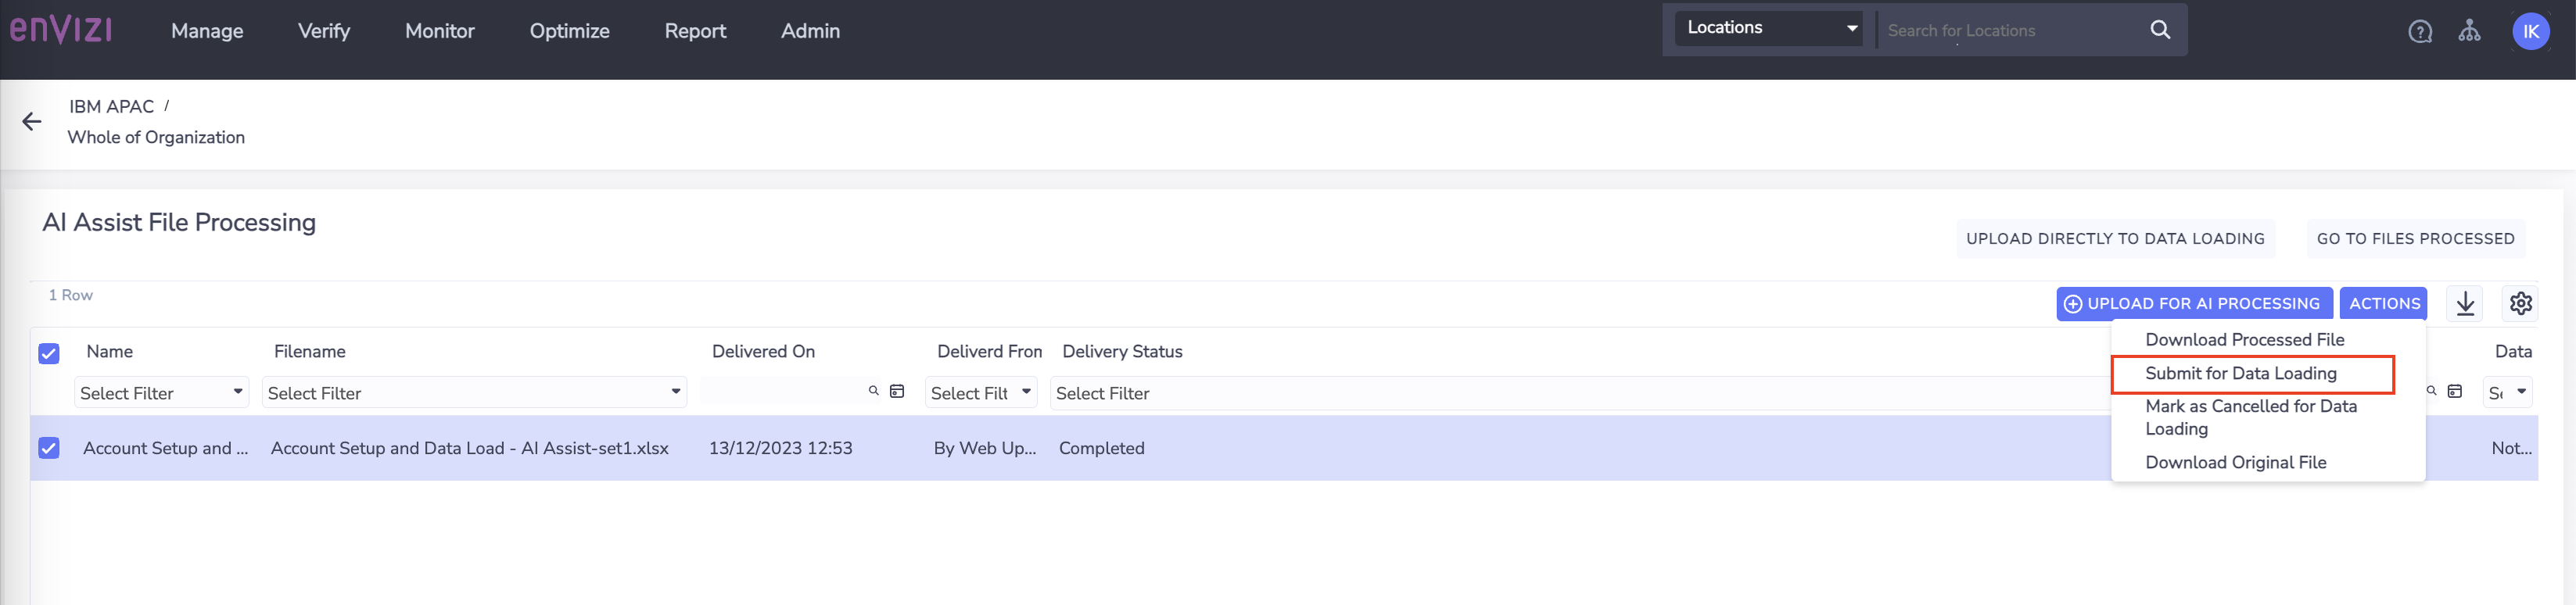 enVizi Manage Verify Monitor Optimize Report Admin Locations Search for Locations ? IK
IBM APAC /
Whole of Organization
AI Assist File Processing
UPLOAD DIRECTLY TO DATA LOADING GO TO FILES PROCESSED
1 Row
UPLOAD FOR AI PROCESSING ACTIONS
Download Processed File
Submit for Data Loading
Mark as Cancelled for Data
Loading
Download Original File
Name Filename Delivered On Deliverd Fron Delivery Status Data
Select Filter Select Filter Select Filt Select Filter Se
Account Setup and ... Account Setup and Data Load - AI Assist-set1.xlsx 13/12/2023 12:53 By Web Up... Completed Not...